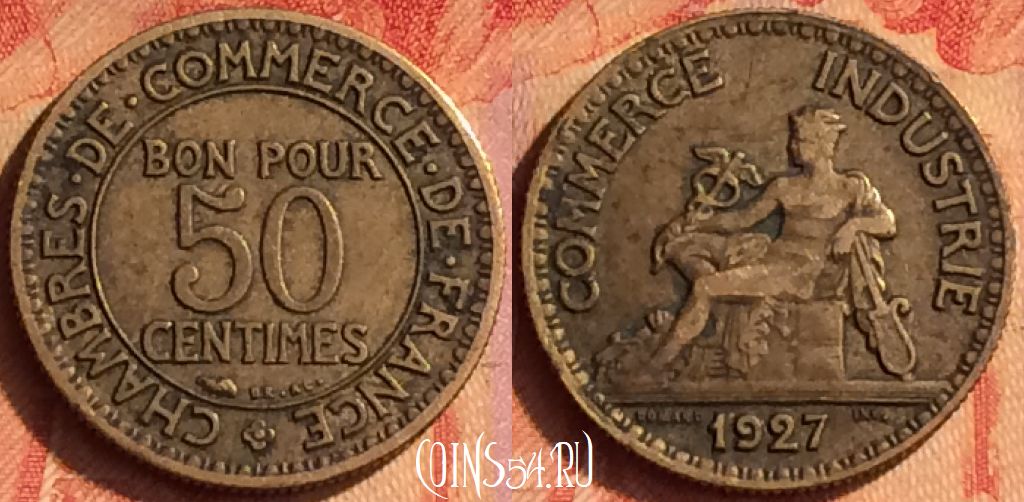 CHAMBRES · DE · COMMERCE · DE · FRANCE
BON POUR
50
CENTIMES
COMMERCE INDUSTRIE
1927
COINS54.RU